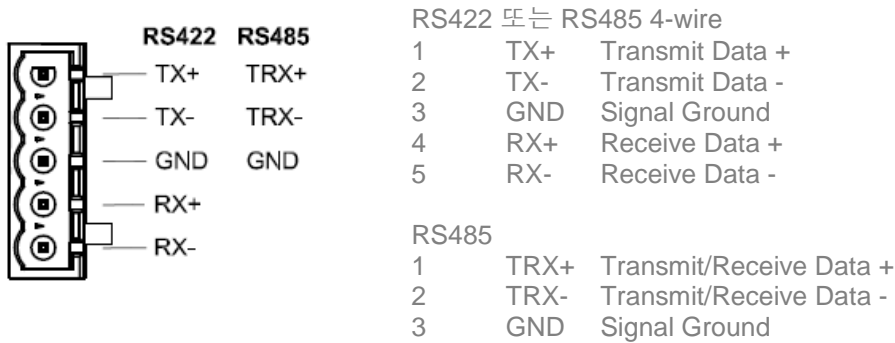 RS422 RS485
TX+ TRX+
TX- TRX-
GND GND
RX+
RX-
RS422 또는 RS485 4-wire
1 TX+ Transmit Data +
2 TX- Transmit Data -
3 GND Signal Ground
4 RX+ Receive Data +
5 RX- Receive Data -
RS485
1 TRX+ Transmit/Receive Data +
2 TRX- Transmit/Receive Data -
3 GND Signal Ground